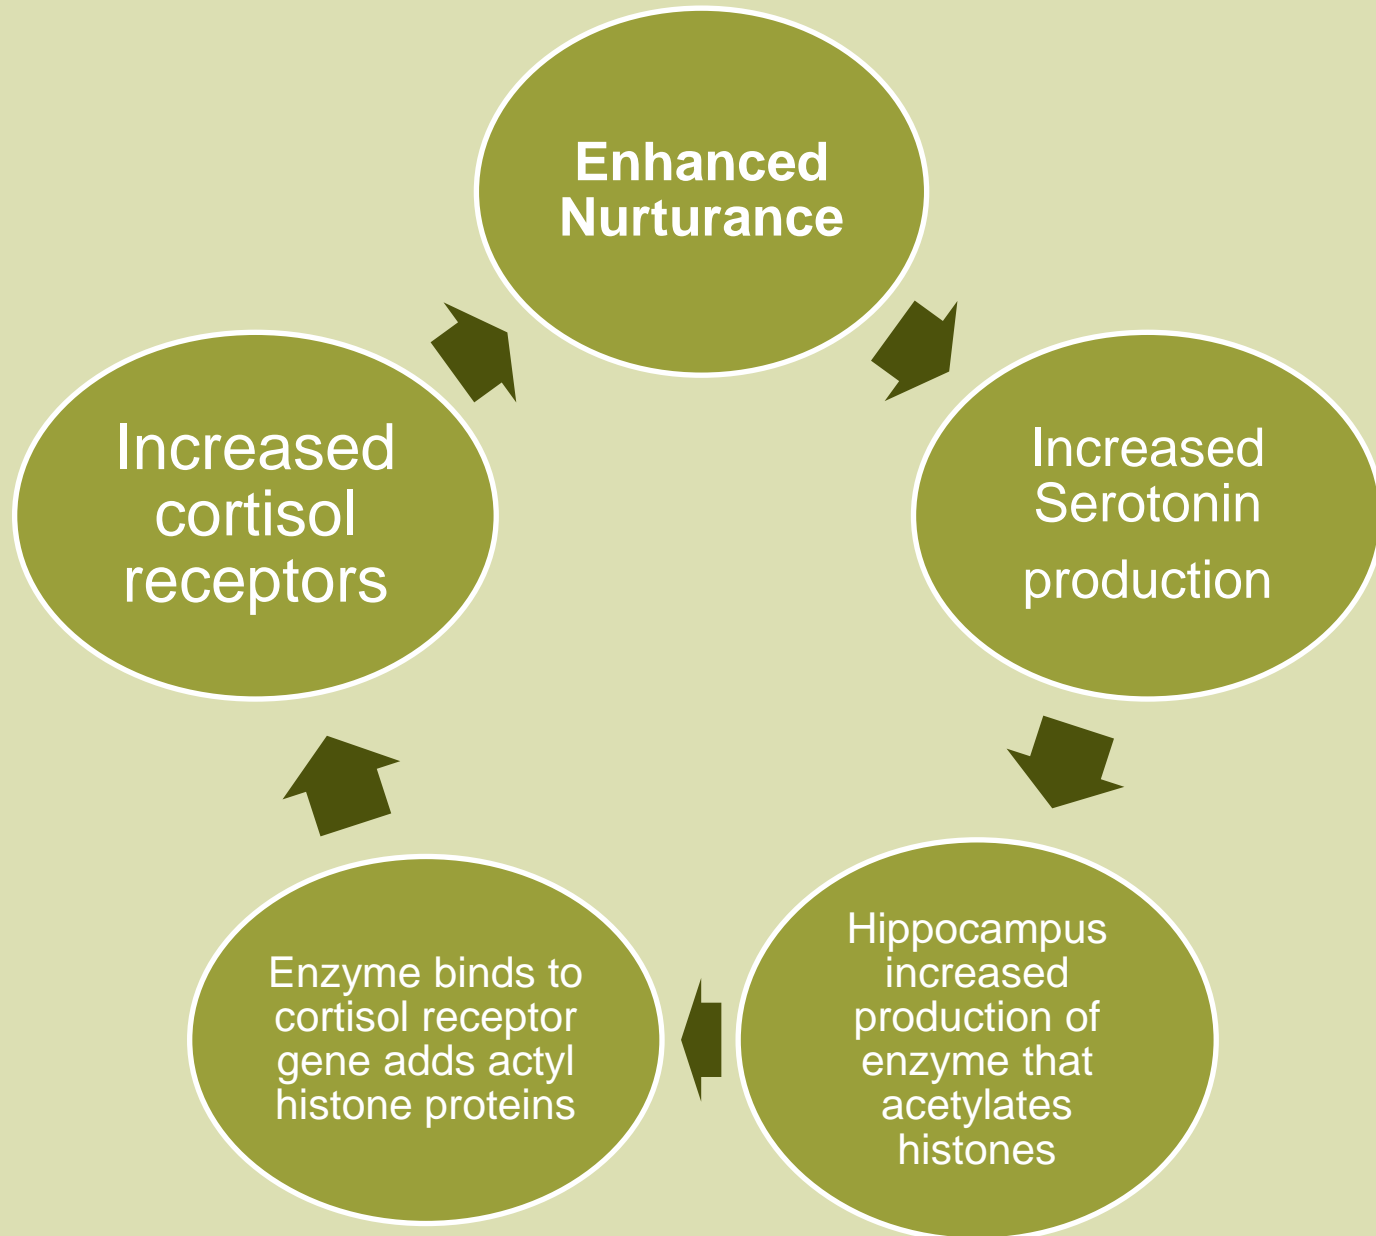 Enhanced
Nurturance
Increased
Serotonin
production
Hippocampus
increased
production of
enzyme that
acetylates
histones
Enzyme binds to
cortisol receptor
gene adds actyl
histone proteins
Increased
cortisol
receptors